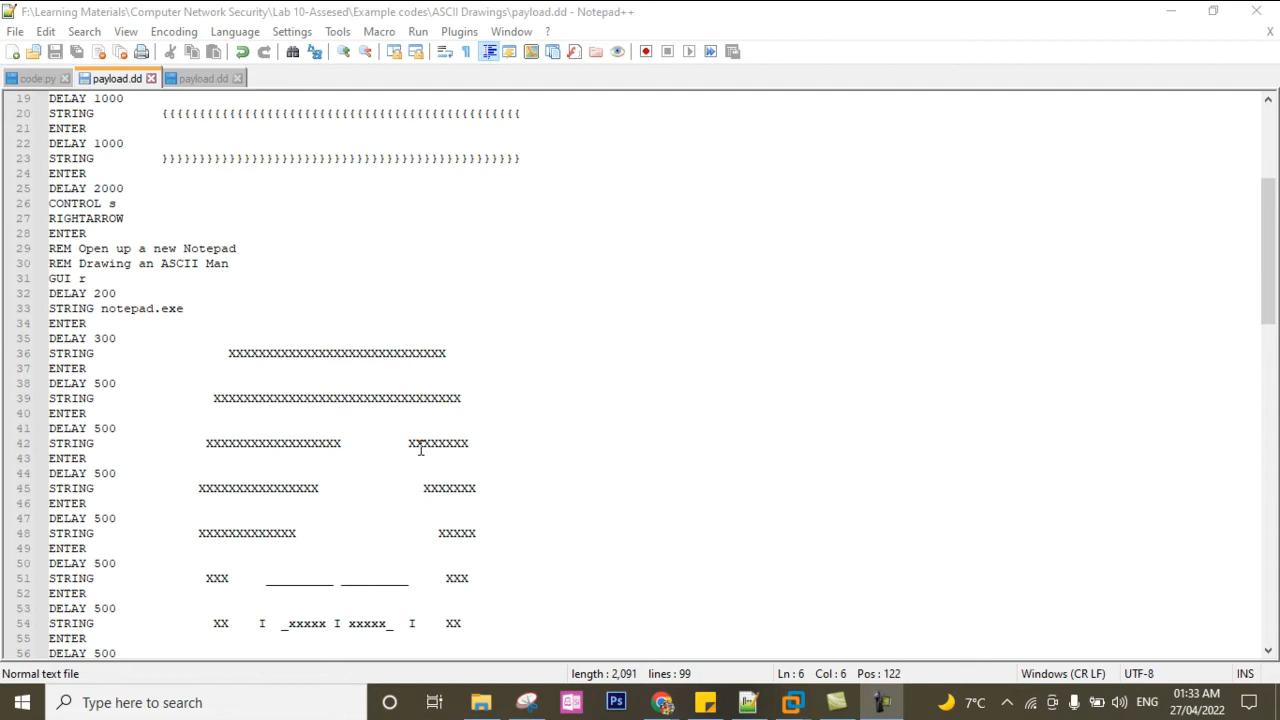 F:\Learning Materials\Computer Network Security\Lab 10-Assesed\Example codes\ASCII Drawings\payload.dd - Notepad++
File Edit Search View Encoding Language Settings Tools Macro Run Plugins Window ? X
code.py payload.dd payload.dd
19 DELAY 1000
20 STRING {{{{{{{{{{{{{{{{{{{{{{{{{{{{{{{{{{{{{{{{{{{{{{{{
21 ENTER
22 DELAY 1000
23 STRING }}}}}}}}}}}}}}}}}}}}}}}}}}}}}}}}}}}}}}}}}}}}}}}}
24 ENTER
25 DELAY 2000
26 CONTROL s
27 RIGHTARROW
28 ENTER
29 REM Open up a new Notepad
30 REM Drawing an ASCII Man
31 GUI r
32 DELAY 200
33 STRING notepad.exe
34 ENTER
35 DELAY 300
36 STRING XXXXXXXXXXXXXXXXXXXXXXXXXXXXX
37 ENTER
38 DELAY 500
39 STRING XXXXXXXXXXXXXXXXXXXXXXXXXXXXXXXXX
40 ENTER
41 DELAY 500
42 STRING XXXXXXXXXXXXXXXXXX XXXXXXXX
43 ENTER
44 DELAY 500
45 STRING XXXXXXXXXXXXXXXX XXXXXXX
46 ENTER
47 DELAY 500
48 STRING XXXXXXXXXXXXX XXXXX
49 ENTER
50 DELAY 500
51 STRING XXX _________ _________ XXX
52 ENTER
53 DELAY 500
54 STRING XX I _xxxxx I xxxxx_ I XX
55 ENTER
56 DELAY 500
Normal text file length : 2,091 lines : 99 Ln : 6 Col : 6 Pos : 122 Windows (CR LF) UTF-8 INS
Type here to search Ps 7°C ENG 01:33 AM
27/04/2022